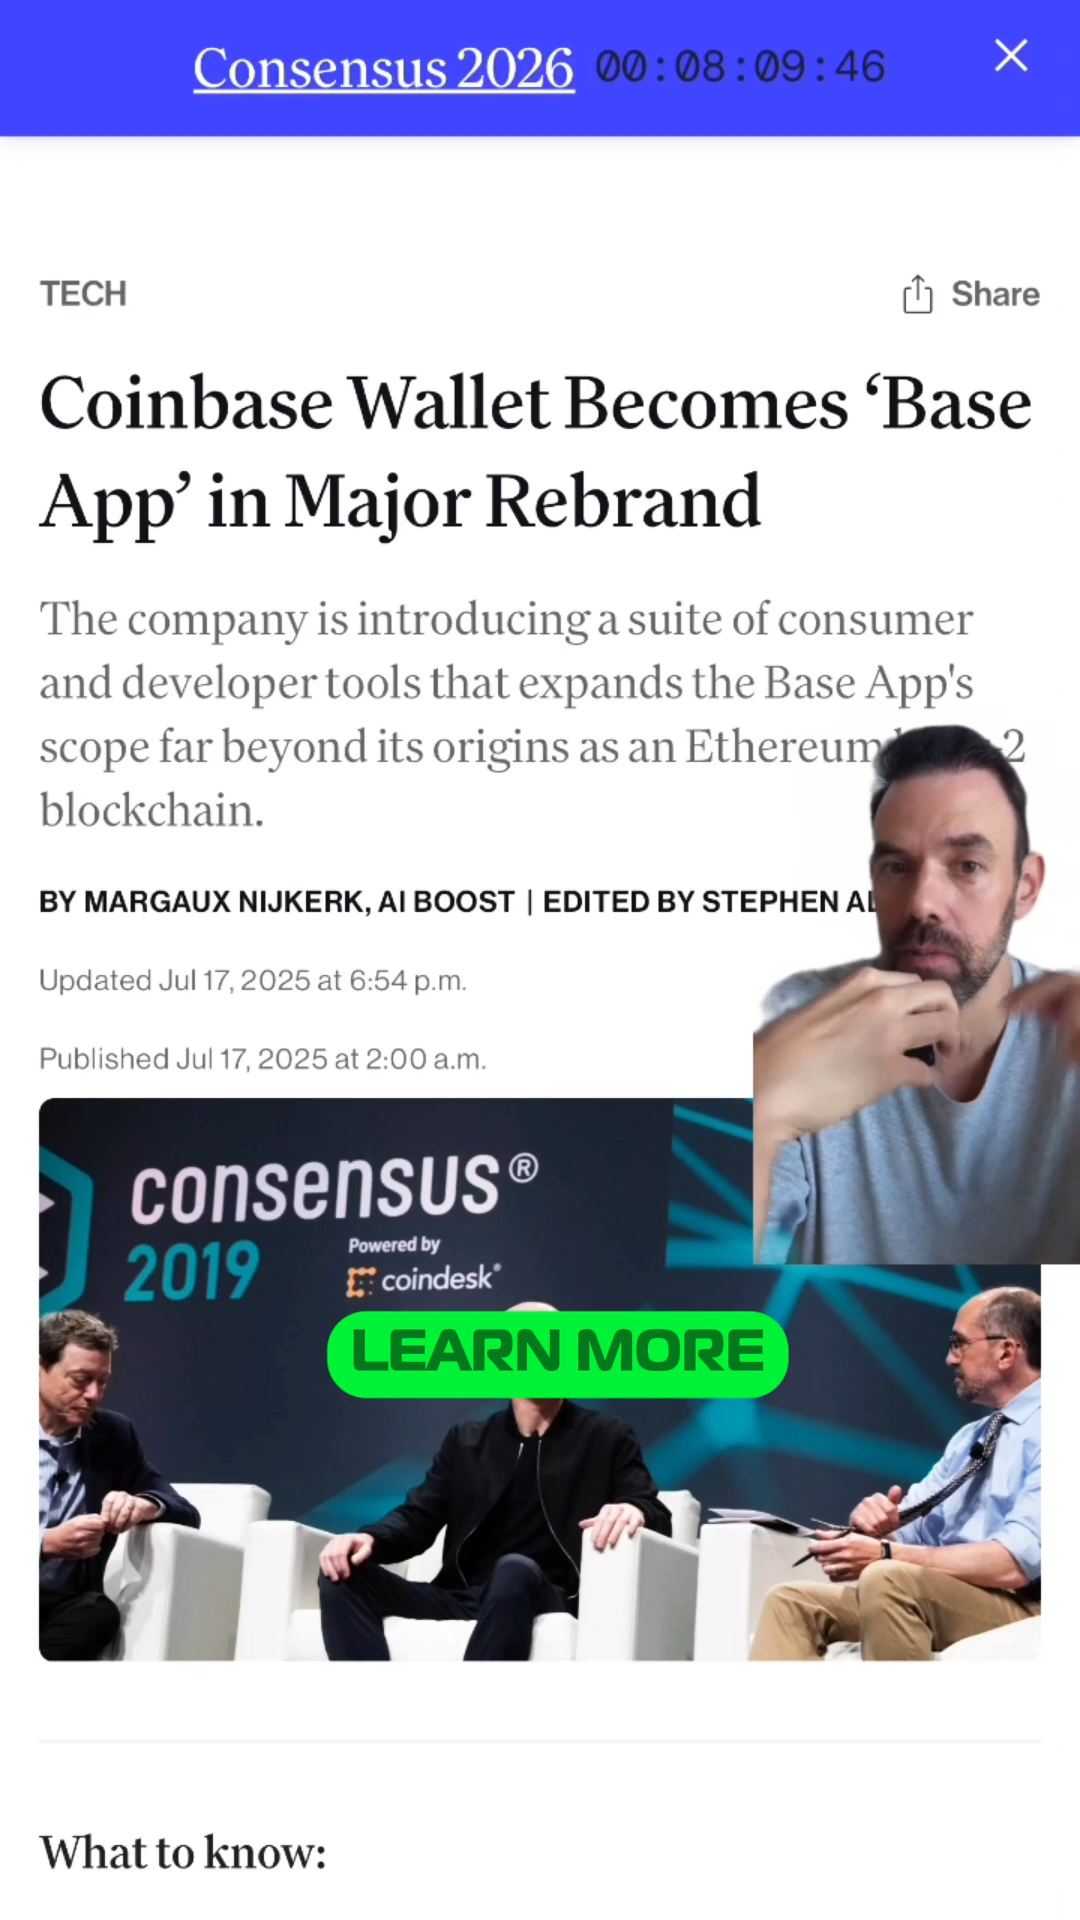 Consensus 2026 00:08:09:46
TECH
Share
Coinbase Wallet Becomes ‘Base
App’ in Major Rebrand
The company is introducing a suite of consumer
and developer tools that expands the Base App's
scope far beyond its origins as an Ethereum 2
blockchain.
BY MARGAUX NIJKERK, AI BOOST | EDITED BY STEPHEN
Updated Jul 17, 2025 at 6:54 p.m.
Published Jul 17, 2025 at 2:00 a.m.
consensus®
2019
Powered by
coindesk®
LEARN MORE
What to know: